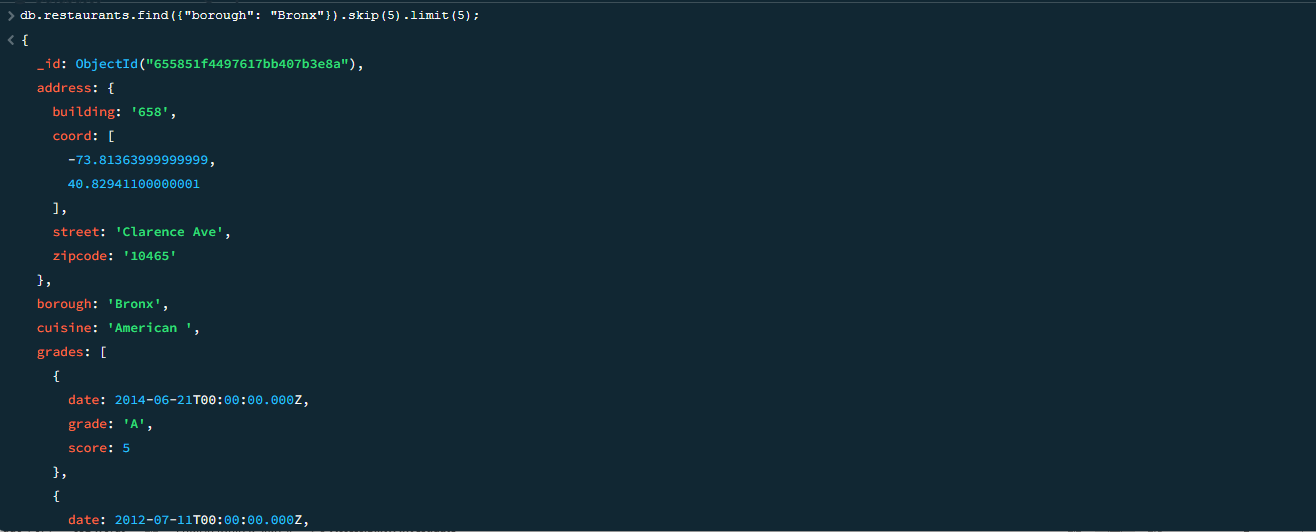 db.restaurants.find({"borough": "Bronx"}).skip(5).limit(5);
{
_id: ObjectId("655851f4497617bb407b3e8a"),
address: {
building: '658',
coord: [
-73.81363999999999,
40.82941100000001
],
street: 'Clarence Ave',
zipcode: '10465'
},
borough: 'Bronx',
cuisine: 'American ',
grades: [
{
date: 2014-06-21T00:00:00.000Z,
grade: 'A',
score: 5
},
{
date: 2012-07-11T00:00:00.000Z,